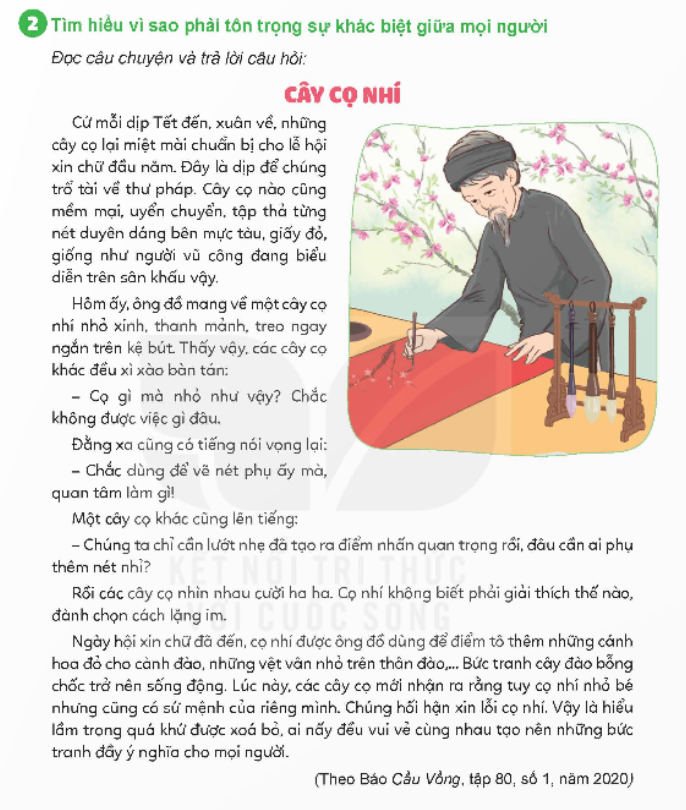 2 Tìm hiểu vì sao phải tôn trọng sự khác biệt giữa mọi người
Đọc câu chuyện và trả lời câu hỏi:
CÂY CỌ NHÍ
Cứ mỗi dịp Tết đến, xuân về, những
cây cọ lại miệt mài chuẩn bị cho lễ hội
xin chữ đầu năm. Đây là dịp để chúng
trổ tài về thư pháp. Cây cọ nào cũng
mềm mại, uyển chuyển, tập thả từng
nét duyên dáng bên mực tàu, giấy đỏ,
giống như người vũ công đang biểu
diễn trên sân khấu vậy.
Hôm ấy, ông đồ mang về một cây cọ
nhí nhỏ xinh, thanh mảnh, treo ngay
ngắn trên kệ bút. Thấy vậy, các cây cọ
khác đều xì xào bàn tán:
– Cọ gì mà nhỏ như vậy? Chắc
không được việc gì đâu.
Đằng xa cũng có tiếng nói vọng lại:
– Chắc dùng để vẽ nét phụ ấy mà,
quan tâm làm gì!
Một cây cọ khác cũng lên tiếng:
– Chúng ta chỉ cần lướt nhẹ đã tạo ra điểm nhấn quan trọng rồi, đâu cần ai phụ
thêm nét nhỉ?
Rồi các cây cọ nhìn nhau cười ha ha. Cọ nhí không biết phải giải thích thế nào,
đành chọn cách lặng im.
Ngày hội xin chữ đã đến, cọ nhí được ông đồ dùng để điểm tô thêm những cánh
hoa đỏ cho cành đào, những vệt vân nhỏ trên thân đào,... Bức tranh cây đào bỗng
chốc trở nên sống động. Lúc này, các cây cọ mới nhận ra rằng tuy cọ nhí nhỏ bé
nhưng cũng có sứ mệnh của riêng mình. Chúng hối hận xin lỗi cọ nhí. Vậy là hiểu
lầm trong quá khứ được xoá bỏ, ai nấy đều vui vẻ cùng nhau tạo nên những bức
tranh đầy ý nghĩa cho mọi người.
(Theo Báo Cầu Vồng, tập 80, số 1, năm 2020)
KẾT NỐI TRI THỨC
VỚI CUỘC SỐNG